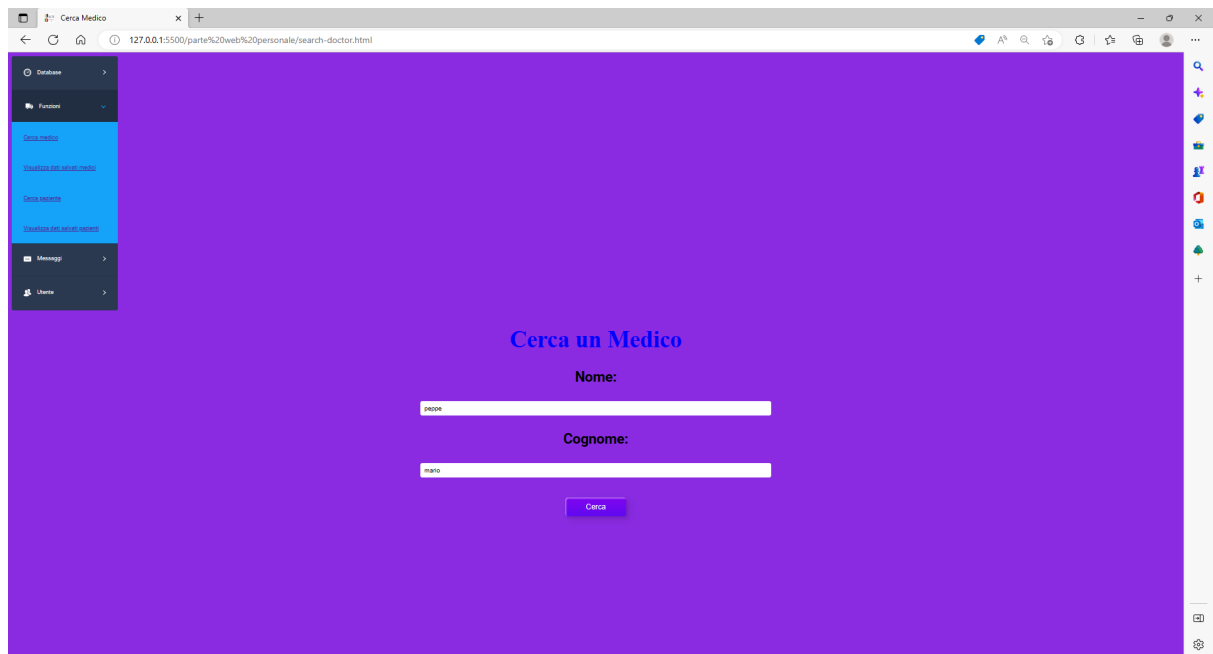 Cerca Medico
127.0.0.1:5500/parte%20web%20personale/search-doctor.html
Database
Funzioni
Cerca medico
Visualizza dati salvati medici
Cerca paziente
Visualizza dati salvati pazienti
Messaggi
Utente
Cerca un Medico
Nome:
peppe
Cognome:
mario
Cerca